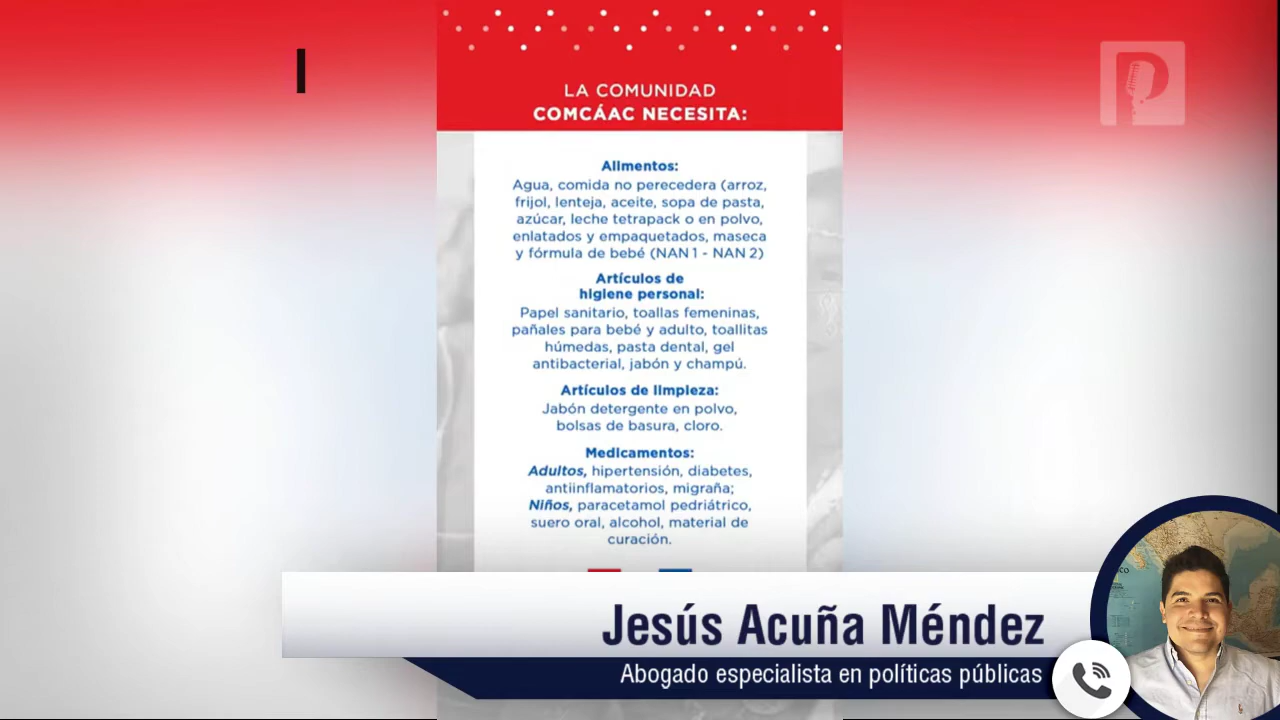 LA COMUNIDAD
COMCÁAC NECESITA:
Alimentos:
Agua, comida no perecedera (arroz,
frijol, lenteja, aceite, sopa de pasta,
azúcar, leche tetrapack o en polvo,
enlatados y empaquetados, maseca
y fórmula de bebé (NAN 1 - NAN 2)
Artículos de
higiene personal:
Papel sanitario, toallas femeninas,
pañales para bebé y adulto, toallitas
húmedas, pasta dental, gel
antibacterial, jabón y champú.
Artículos de limpieza:
Jabón detergente en polvo,
bolsas de basura, cloro.
Medicamentos:
Adultos, hipertensión, diabetes,
antiinflamatorios, migraña;
Niños, paracetamol pedriátrico,
suero oral, alcohol, material de
curación.
Jesús Acuña Méndez
Abogado especialista en políticas públicas